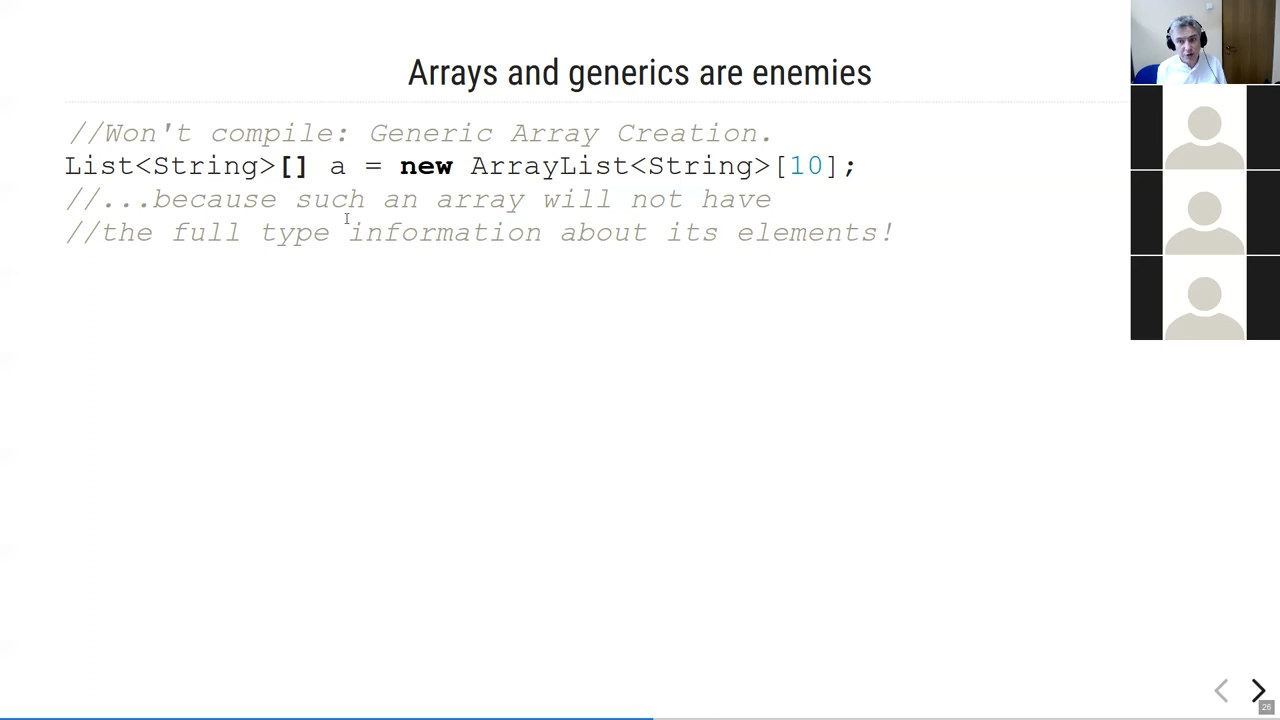 Arrays and generics are enemies
//Won't compile: Generic Array Creation.
List<String>[] a = new ArrayList<String>[10];
//...because such an array will not have
//the full type information about its elements!
26